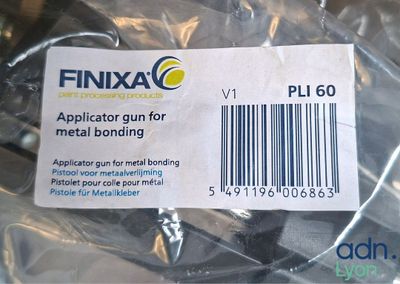 FINIXA
paint processing products
V1 PLI 60
Applicator gun for
metal bonding
Applicator gun for metal bonding
Pistool voor metaalverlijming
Pistolet pour colle pour métal
Pistole für Metallkleber
5 491196 006863
adn.
Lyon.